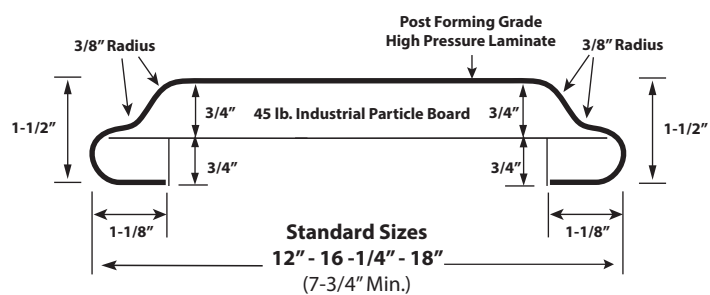 Post Forming Grade
High Pressure Laminate
3/8” Radius
3/8” Radius
1-1/2”
3/4”
45 lb. Industrial Particle Board
3/4”
1-1/2”
3/4”
3/4”
1-1/8”
1-1/8”
Standard Sizes
12” - 16 -1/4” - 18”
(7-3/4” Min.)